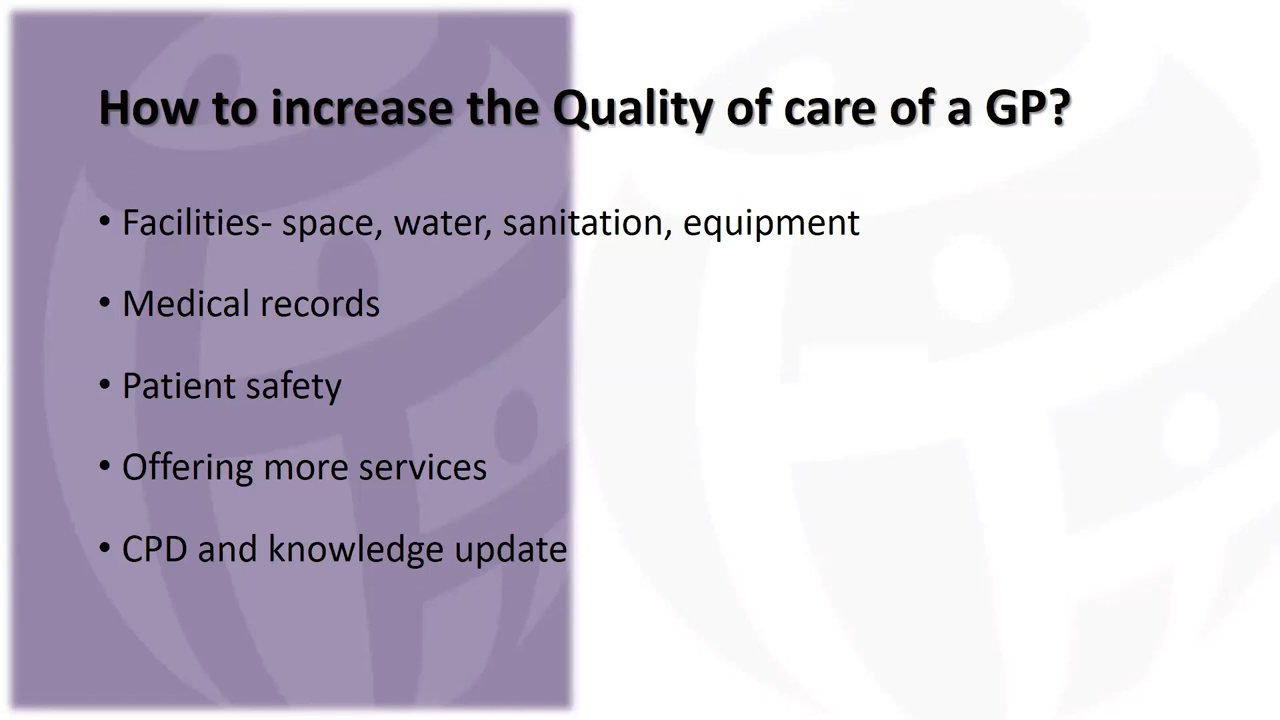 How to increase the Quality of care of a GP?
• Facilities- space, water, sanitation, equipment
• Medical records
• Patient safety
• Offering more services
• CPD and knowledge update